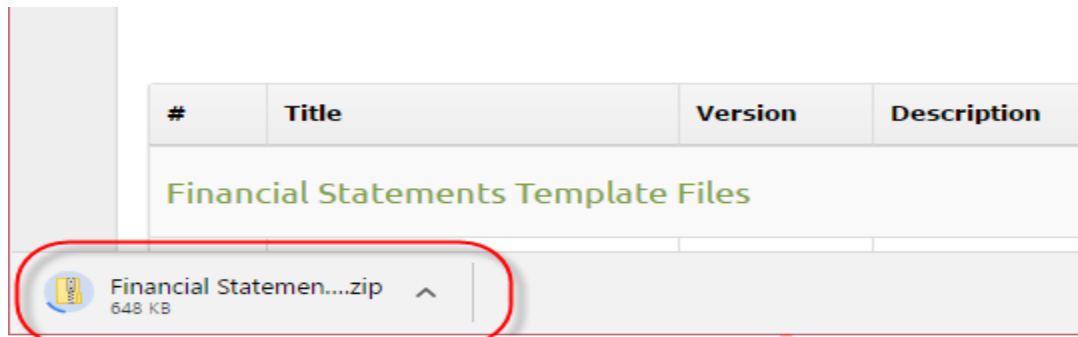 # Title Version Description
Financial Statements Template Files
Financial Statemen....zip
648 KB